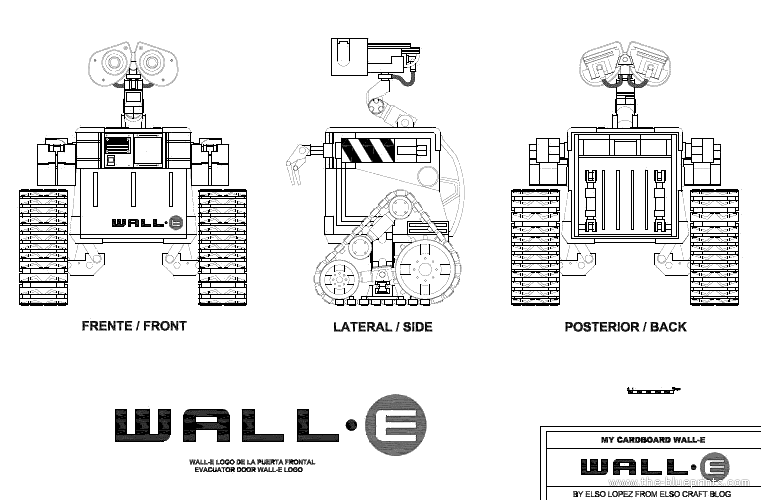 WALL·E
FRENTE / FRONT
LATERAL / SIDE
POSTERIOR / BACK
WALL·E
WALL-E LOGO DE LA PUERTA FRONTAL
EVACUATOR DOOR WALL-E LOGO
MY CARDBOARD WALL-E
WALL·E
http://www.the-blueprints.com
BY ELSO LOPEZ FROM ELSO CRAFT BLOG